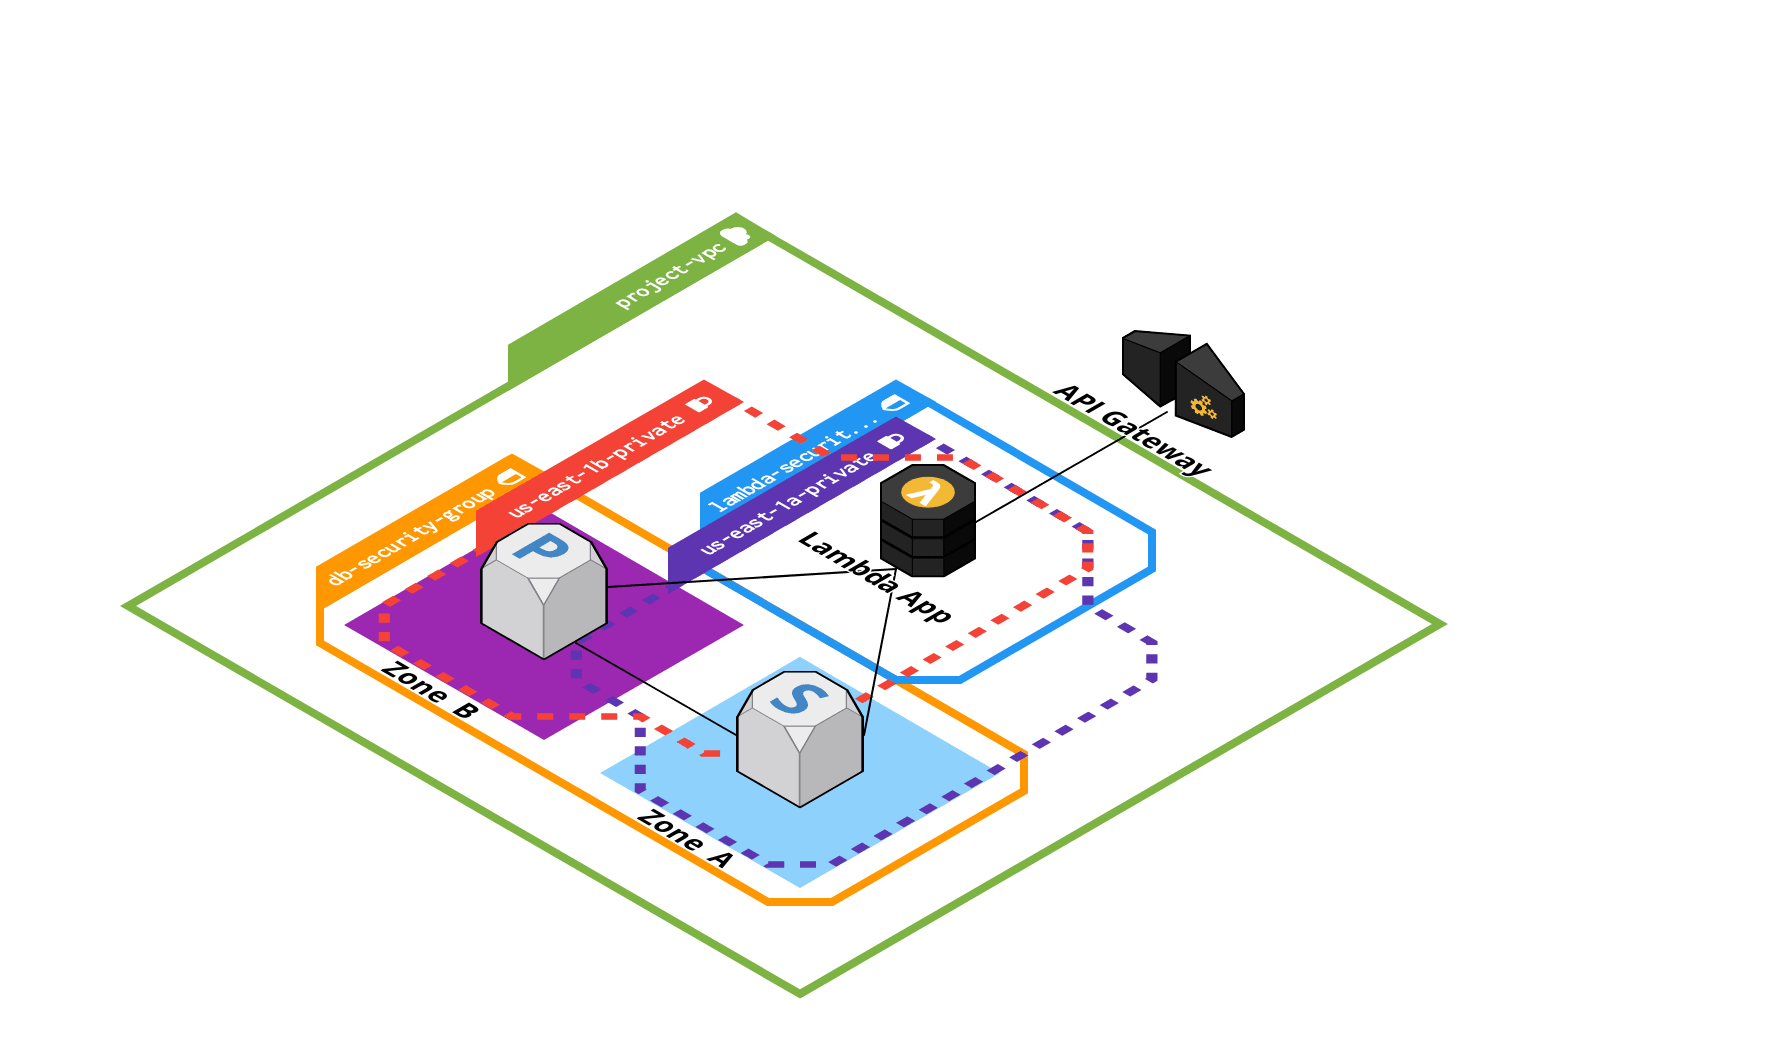 project-vpc
us-east-1b-private
lambda-securit...
us-east-1a-private
db-security-group
API Gateway
λ
Lambda App
P
Zone B
S
Zone A